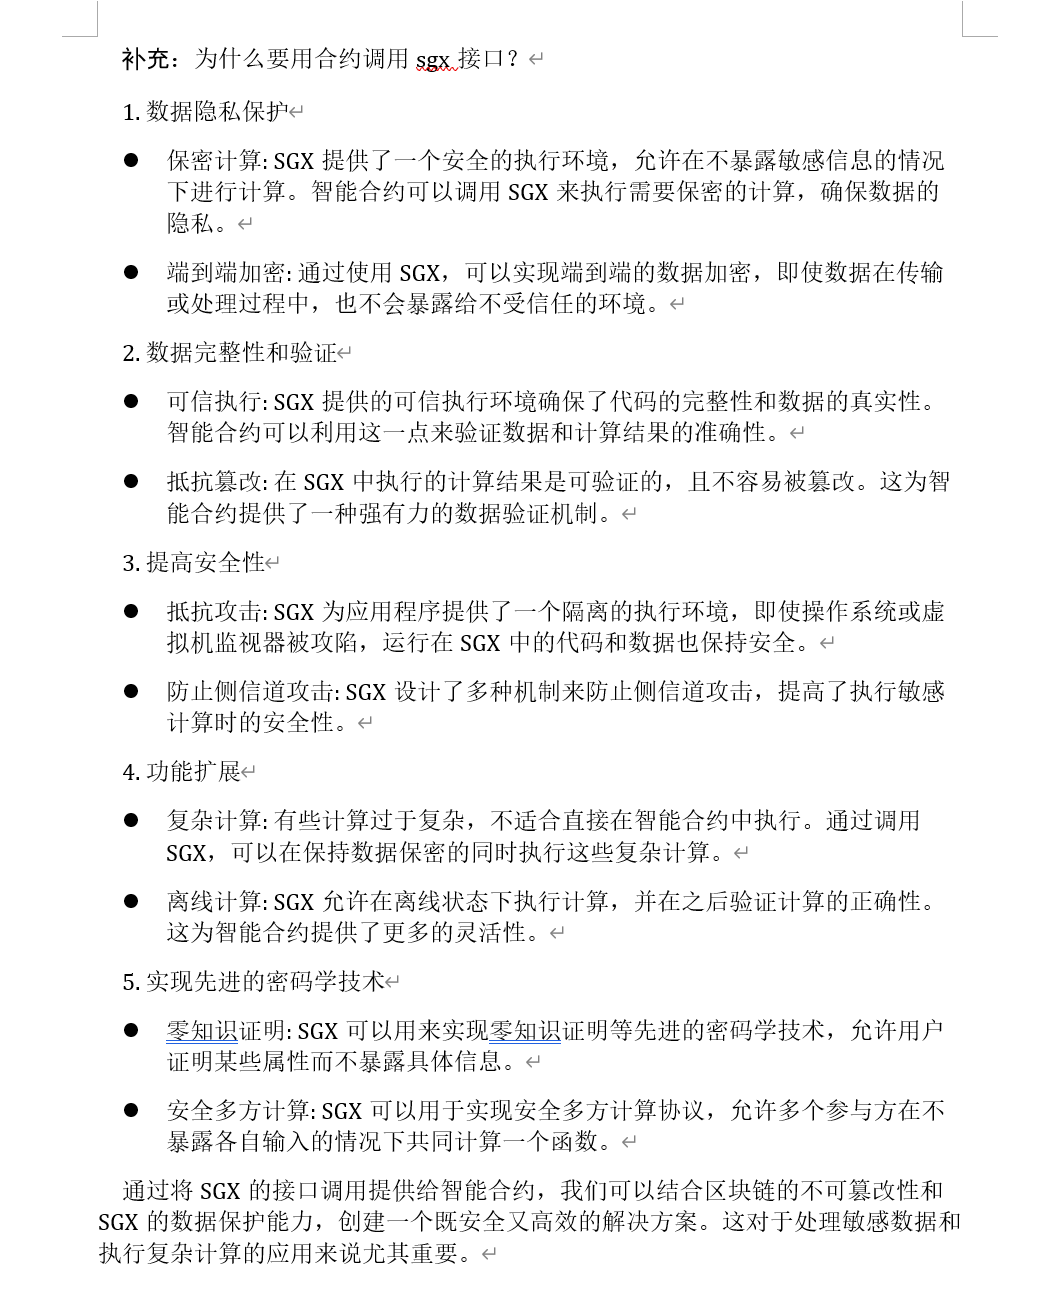 补充：为什么要用合约调用 sgx 接口？
1. 数据隐私保护
● 保密计算: SGX 提供了一个安全的执行环境，允许在不暴露敏感信息的情况
下进行计算。智能合约可以调用 SGX 来执行需要保密的计算，确保数据的
隐私。
● 端到端加密: 通过使用 SGX，可以实现端到端的数据加密，即使数据在传输
或处理过程中，也不会暴露给不受信任的环境。
2. 数据完整性和验证
● 可信执行: SGX 提供的可信执行环境确保了代码的完整性和数据的真实性。
智能合约可以利用这一点来验证数据和计算结果的准确性。
● 抵抗篡改: 在 SGX 中执行的计算结果是可验证的，且不容易被篡改。这为智
能合约提供了一种强有力的数据验证机制。
3. 提高安全性
● 抵抗攻击: SGX 为应用程序提供了一个隔离的执行环境，即使操作系统或虚
拟机监视器被攻陷，运行在 SGX 中的代码和数据也保持安全。
● 防止侧信道攻击: SGX 设计了多种机制来防止侧信道攻击，提高了执行敏感
计算时的安全性。
4. 功能扩展
● 复杂计算: 有些计算过于复杂，不适合直接在智能合约中执行。通过调用
SGX，可以在保持数据保密的同时执行这些复杂计算。
● 离线计算: SGX 允许在离线状态下执行计算，并在之后验证计算的正确性。
这为智能合约提供了更多的灵活性。
5. 实现先进的密码学技术
● 零知识证明: SGX 可以用来实现零知识证明等先进的密码学技术，允许用户
证明某些属性而不暴露具体信息。
● 安全多方计算: SGX 可以用于实现安全多方计算协议，允许多个参与方在不
暴露各自输入的情况下共同计算一个函数。
通过将 SGX 的接口调用提供给智能合约，我们可以结合区块链的不可篡改性和
SGX 的数据保护能力，创建一个既安全又高效的解决方案。这对于处理敏感数据和
执行复杂计算的应用来说尤其重要。